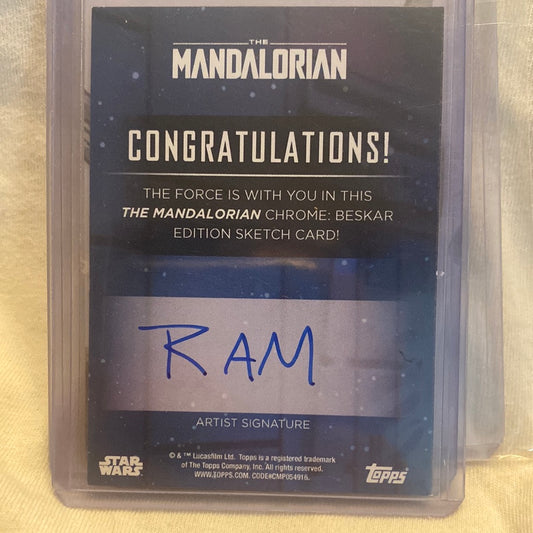 THE
MANDALORIAN
CONGRATULATIONS!
THE FORCE IS WITH YOU IN THIS
THE MANDALORIAN CHROME: BESKAR
EDITION SKETCH CARD!
RAM
ARTIST SIGNATURE
© & ™ Lucasfilm Ltd. Topps is a registered trademark
of The Topps Company, Inc. All rights reserved.
WWW.TOPPS.COM. CODE#CMP054916.
STAR
WARS
Topps